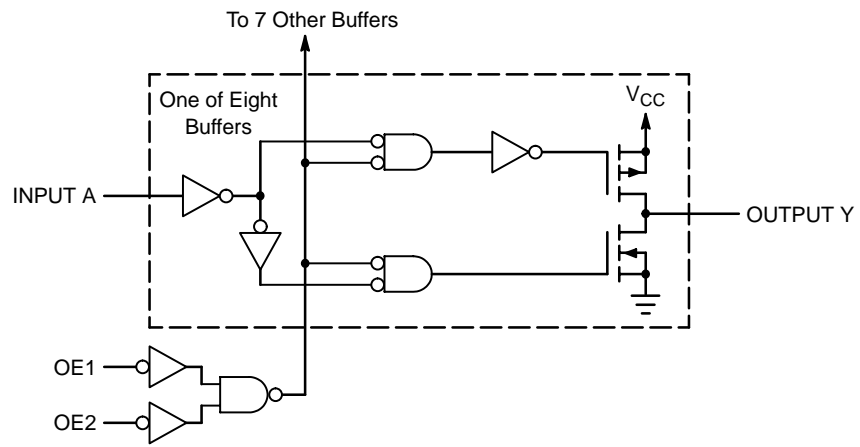 To 7 Other Buffers
One of Eight
Buffers
VCC
INPUT A
OUTPUT Y
OE1
OE2